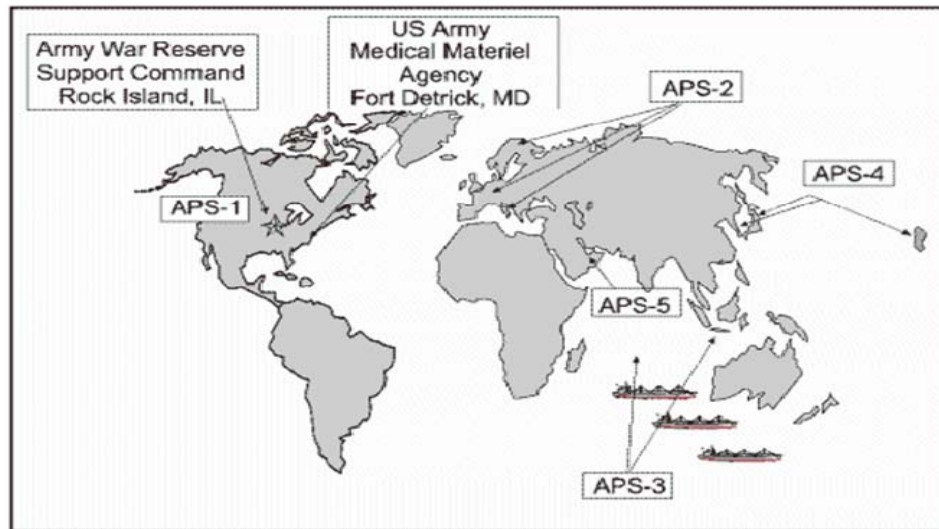 Army War Reserve
Support Command
Rock Island, IL
US Army
Medical Materiel
Agency
Fort Detrick, MD
APS-2
APS-4
APS-1
APS-5
APS-3